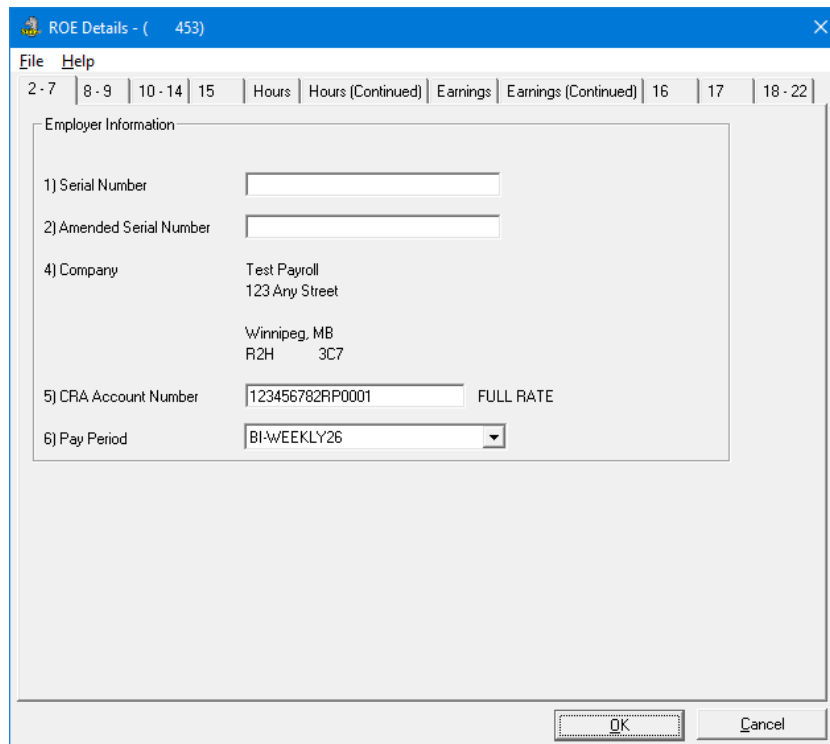 ROE Details - ( 453)
File Help
2 - 7 8 - 9 10 - 14 15 Hours Hours (Continued) Earnings Earnings (Continued) 16 17 18 - 22
Employer Information
1) Serial Number
2) Amended Serial Number
4) Company Test Payroll
123 Any Street
Winnipeg, MB
R2H 3C7
5) CRA Account Number 123456782RP0001 FULL RATE
6) Pay Period BI-WEEKLY26
OK Cancel